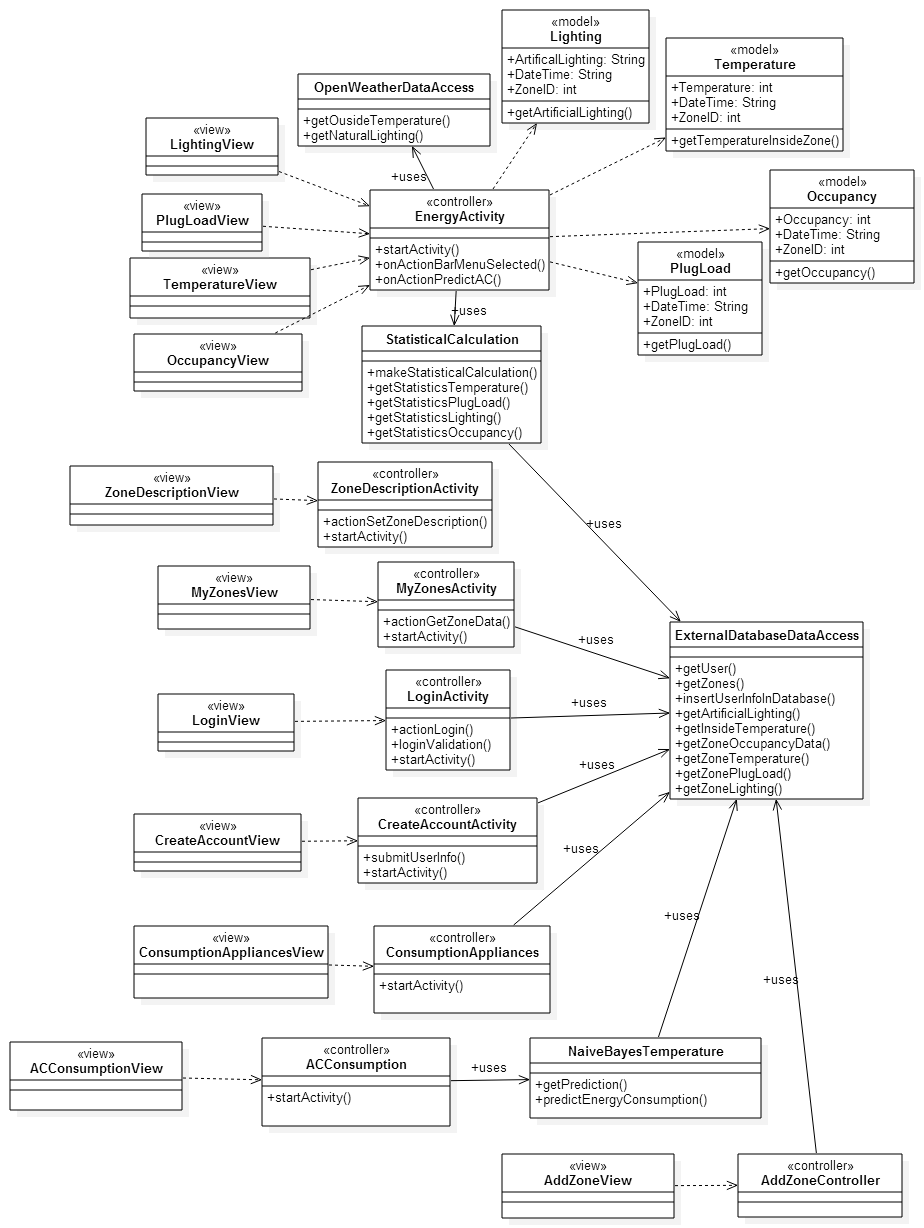 «model»
Lighting
+ArtificalLighting: String
+DateTime: String
+ZoneID: int
+getArtificialLighting()
«model»
Temperature
+Temperature: int
+DateTime: String
+ZoneID: int
+getTemperatureInsideZone()
OpenWeatherDataAccess
+getOusideTemperature()
+getNaturalLighting()
«view»
LightingView
+uses
«model»
Occupancy
+Occupancy: int
+DateTime: String
+ZoneID: int
+getOccupancy()
«view»
PlugLoadView
«controller»
EnergyActivity
+startActivity()
+onActionBarMenuSelected()
+onActionPredictAC()
«model»
PlugLoad
+PlugLoad: int
+DateTime: String
+ZoneID: int
+getPlugLoad()
«view»
TemperatureView
+uses
«view»
OccupancyView
StatisticalCalculation
+makeStatisticalCalculation()
+getStatisticsTemperature()
+getStatisticsPlugLoad()
+getStatisticsLighting()
+getStatisticsOccupancy()
«view»
ZoneDescriptionView
«controller»
ZoneDescriptionActivity
+actionSetZoneDescription()
+startActivity()
+uses
«view»
MyZonesView
«controller»
MyZonesActivity
+actionGetZoneData()
+startActivity()
+uses
ExternalDatabaseDataAccess
+getUser()
+getZones()
+insertUserInfoInDatabase()
+getArtificialLighting()
+getInsideTemperature()
+getZoneOccupancyData()
+getZoneTemperature()
+getZonePlugLoad()
+getZoneLighting()
«view»
LoginView
«controller»
LoginActivity
+actionLogin()
+loginValidation()
+startActivity()
+uses
+uses
«view»
CreateAccountView
«controller»
CreateAccountActivity
+submitUserInfo()
+startActivity()
+uses
«view»
ConsumptionAppliancesView
«controller»
ConsumptionAppliances
+startActivity()
+uses
+uses
«view»
ACConsumptionView
«controller»
ACConsumption
+startActivity()
+uses
NaiveBayesTemperature
+getPrediction()
+predictEnergyConsumption()
«view»
AddZoneView
«controller»
AddZoneController